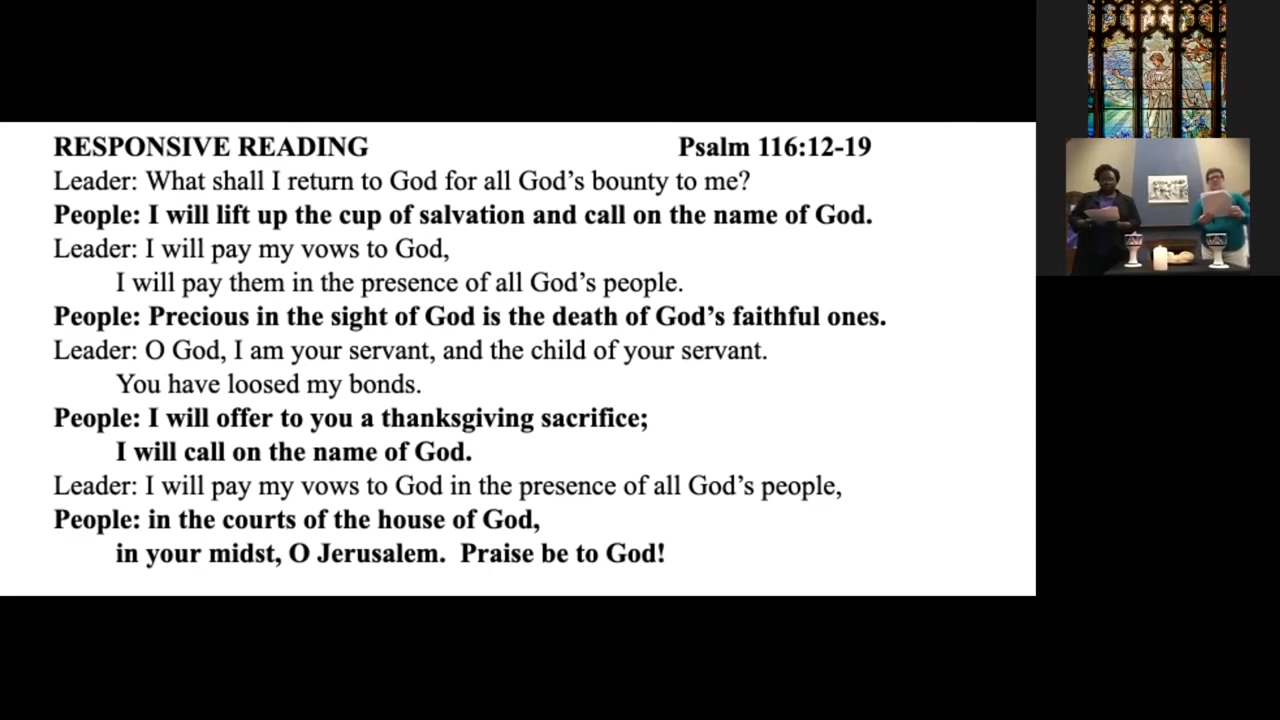 RESPONSIVE READING Psalm 116:12-19
Leader: What shall I return to God for all God's bounty to me?
People: I will lift up the cup of salvation and call on the name of God.
Leader: I will pay my vows to God,
I will pay them in the presence of all God's people.
People: Precious in the sight of God is the death of God's faithful ones.
Leader: O God, I am your servant, and the child of your servant.
You have loosed my bonds.
People: I will offer to you a thanksgiving sacrifice;
I will call on the name of God.
Leader: I will pay my vows to God in the presence of all God's people,
People: in the courts of the house of God,
in your midst, O Jerusalem. Praise be to God!